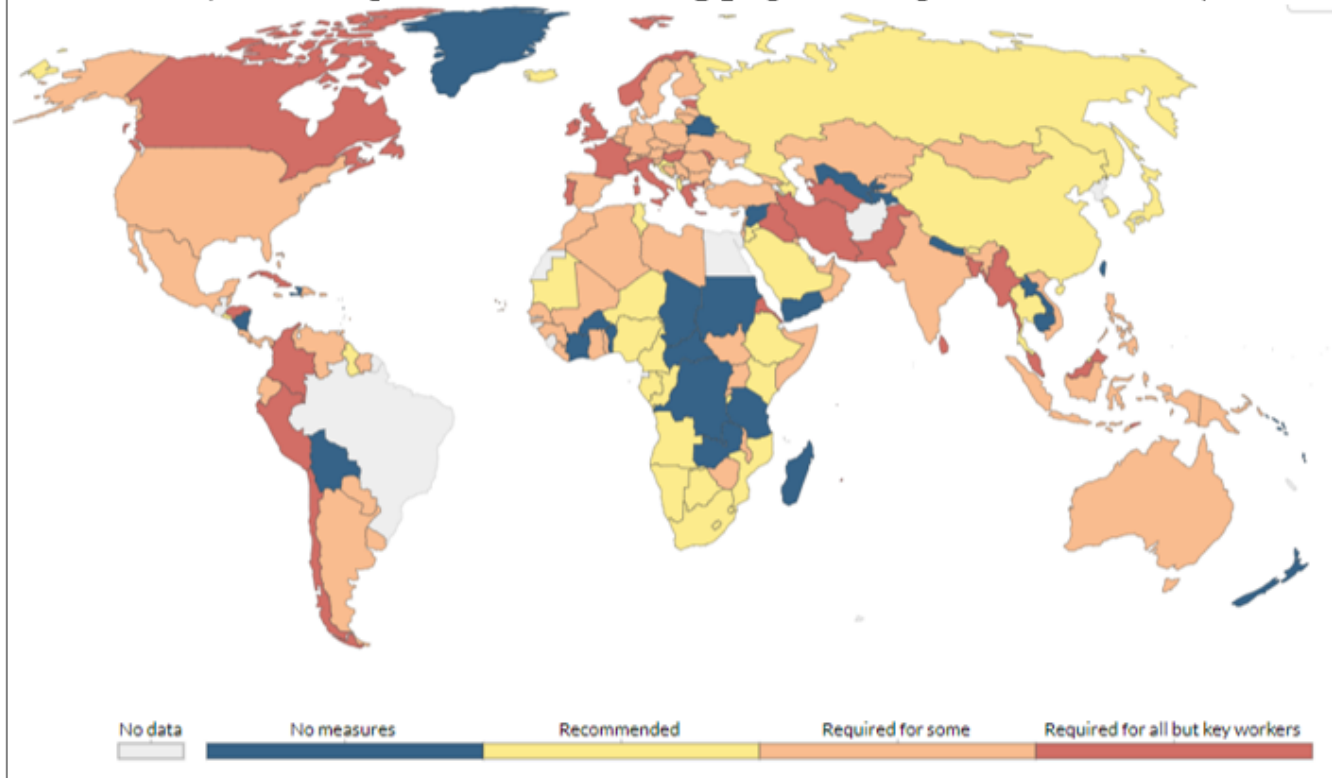 No data
No measures
Recommended
Required for some
Required for all but key workers